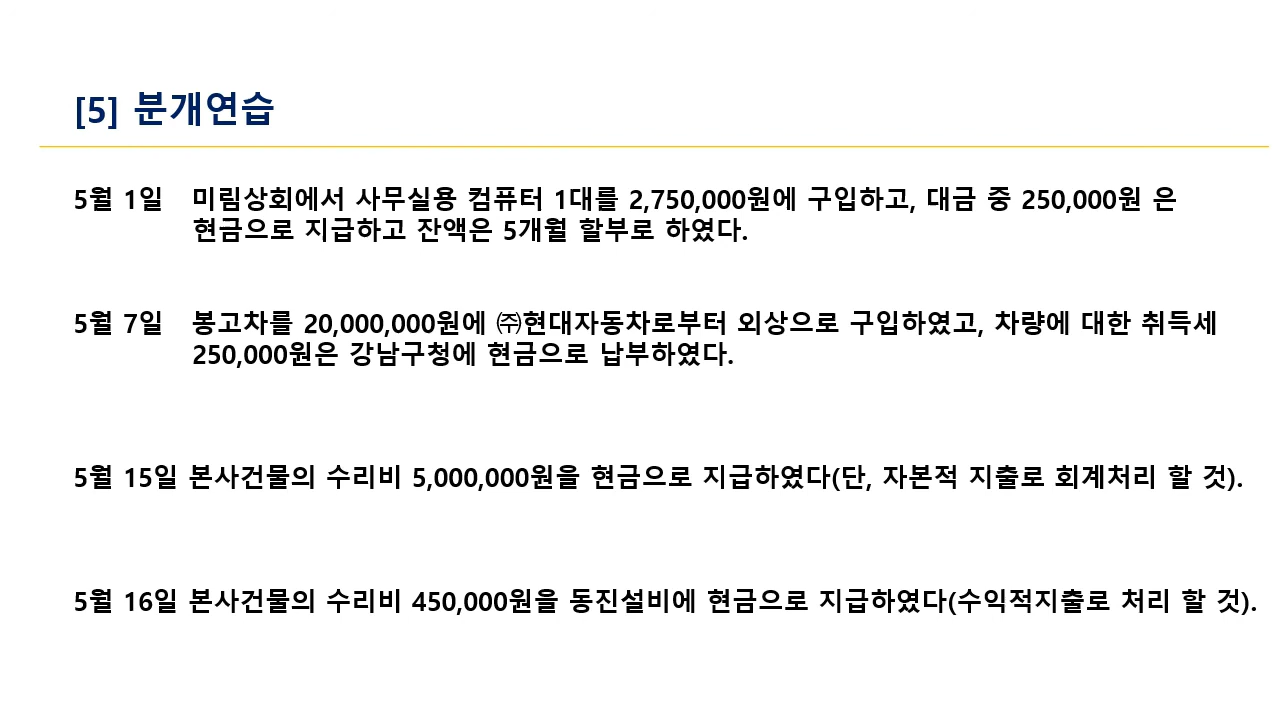 [5] 분개연습
5월 1일 미림상회에서 사무실용 컴퓨터 1대를 2,750,000원에 구입하고, 대금 중 250,000원 은
현금으로 지급하고 잔액은 5개월 할부로 하였다.
5월 7일 봉고차를 20,000,000원에 ㈜현대자동차로부터 외상으로 구입하였고, 차량에 대한 취득세
250,000원은 강남구청에 현금으로 납부하였다.
5월 15일 본사건물의 수리비 5,000,000원을 현금으로 지급하였다(단, 자본적 지출로 회계처리 할 것).
5월 16일 본사건물의 수리비 450,000원을 동진설비에 현금으로 지급하였다(수익적지출로 처리 할 것).